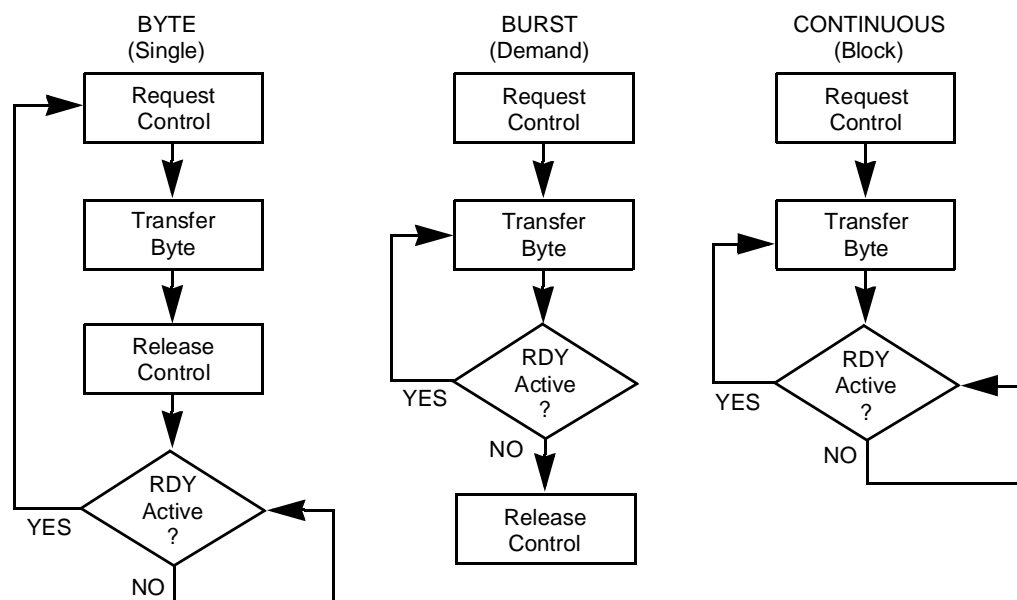 BYTE
(Single)
Request
Control
Transfer
Byte
Release
Control
RDY
Active
?
YES
NO
BURST
(Demand)
Request
Control
Transfer
Byte
RDY
Active
?
YES
NO
Release
Control
CONTINUOUS
(Block)
Request
Control
Transfer
Byte
RDY
Active
?
YES
NO